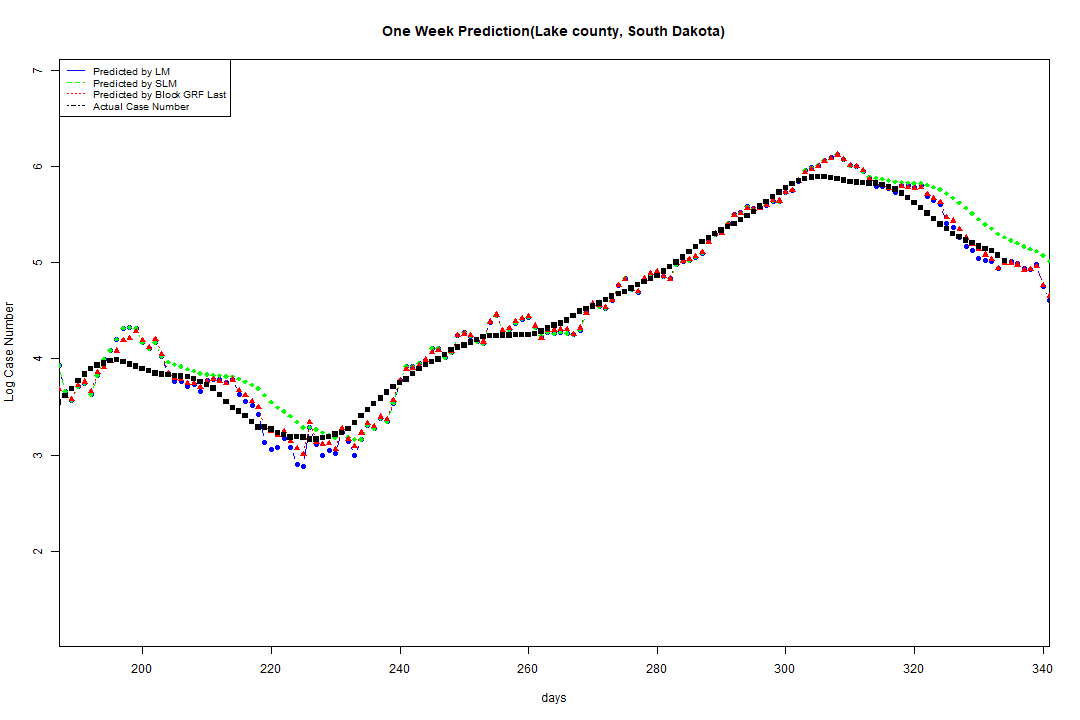 One Week Prediction(Lake county, South Dakota)
Predicted by LM
Predicted by SLM
Predicted by Block GRF Last
Actual Case Number
7
6
5
4
3
2
Log Case Number
200 220 240 260 280 300 320 340
days